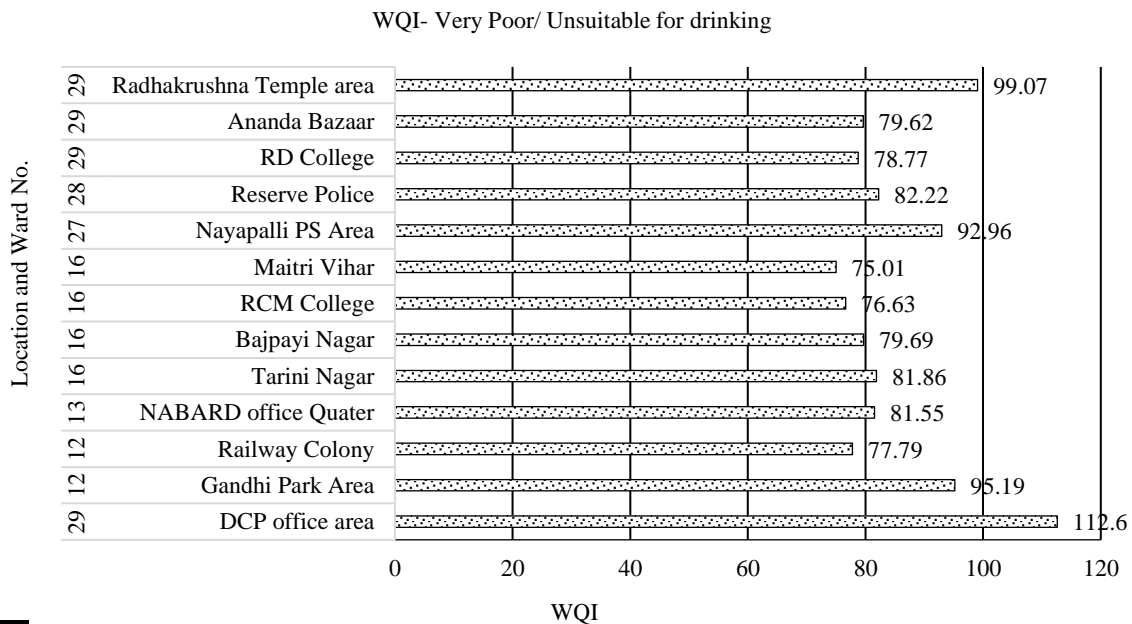 WQI- Very Poor/ Unsuitable for drinking
Location and Ward No.
29 Radhakrushna Temple area 99.07
29 Ananda Bazaar 79.62
29 RD College 78.77
28 Reserve Police 82.22
27 Nayapalli PS Area 92.96
16 Maitri Vihar 75.01
16 RCM College 76.63
16 Bajpayi Nagar 79.69
16 Tarini Nagar 81.86
13 NABARD office Quater 81.55
12 Railway Colony 77.79
12 Gandhi Park Area 95.19
29 DCP office area 112.6
0 20 40 60 80 100 120
WQI